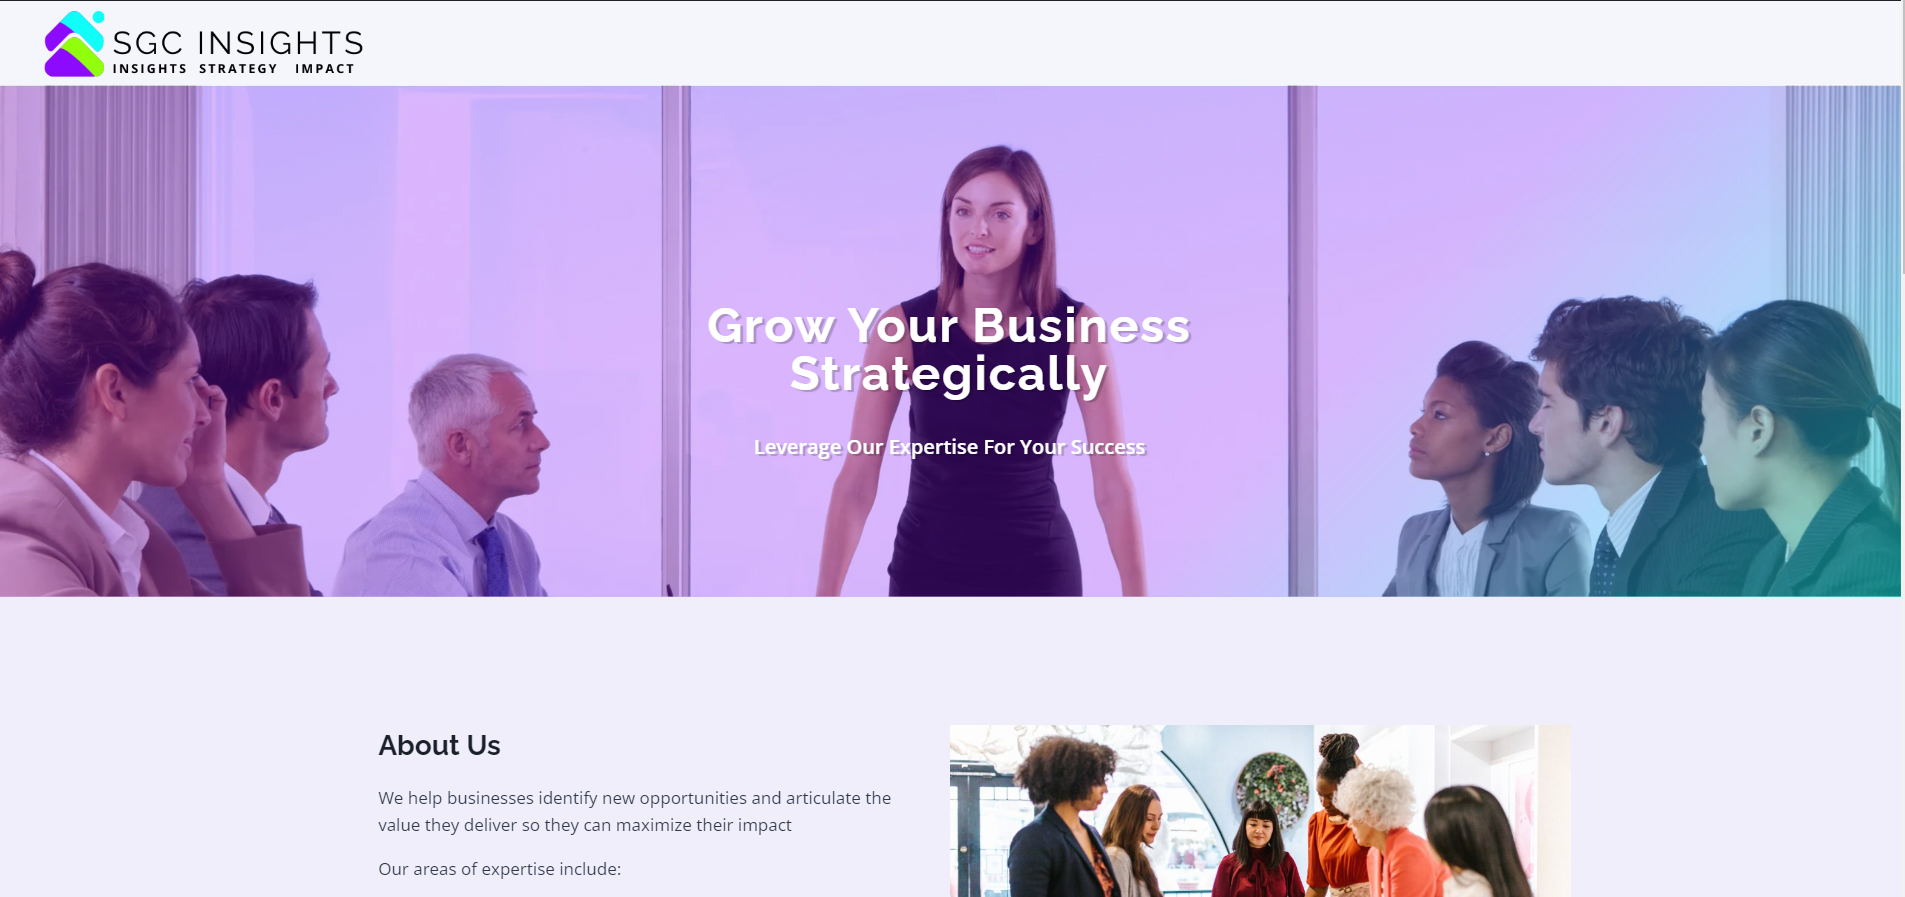 SGC INSIGHTS
INSIGHTS STRATEGY IMPACT
Grow Your Business
Strategically
Leverage Our Expertise For Your Success
About Us
We help businesses identify new opportunities and articulate the
value they deliver so they can maximize their impact
Our areas of expertise include: